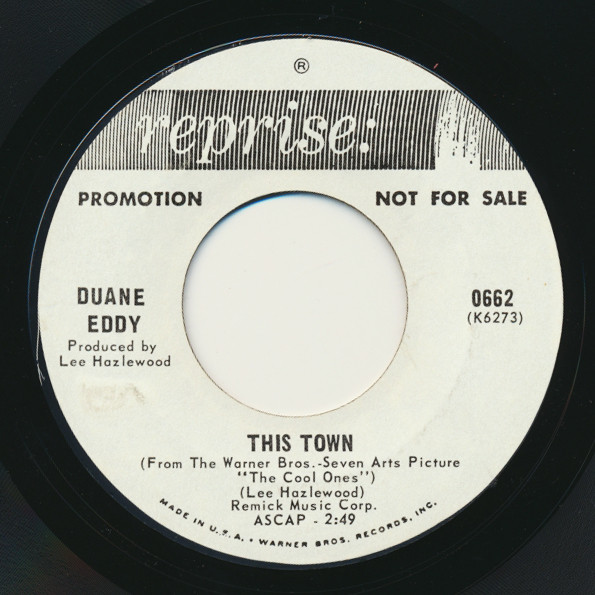 ®
reprise:
PROMOTION
NOT FOR SALE
DUANE
EDDY
Produced by
Lee Hazlewood
0662
(K6273)
THIS TOWN
(From The Warner Bros.-Seven Arts Picture
"The Cool Ones")
(Lee Hazlewood)
Remick Music Corp.
ASCAP - 2:49
MADE IN U.S.A. • WARNER BROS. RECORDS, INC.